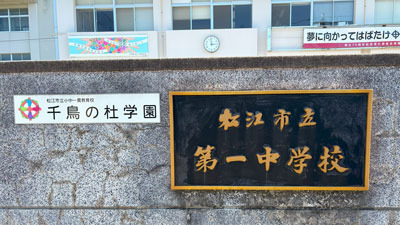 夢に向かってはばたけ
松江市立小中一貫教育校
千鳥の杜学園
松江市立
第一中学校